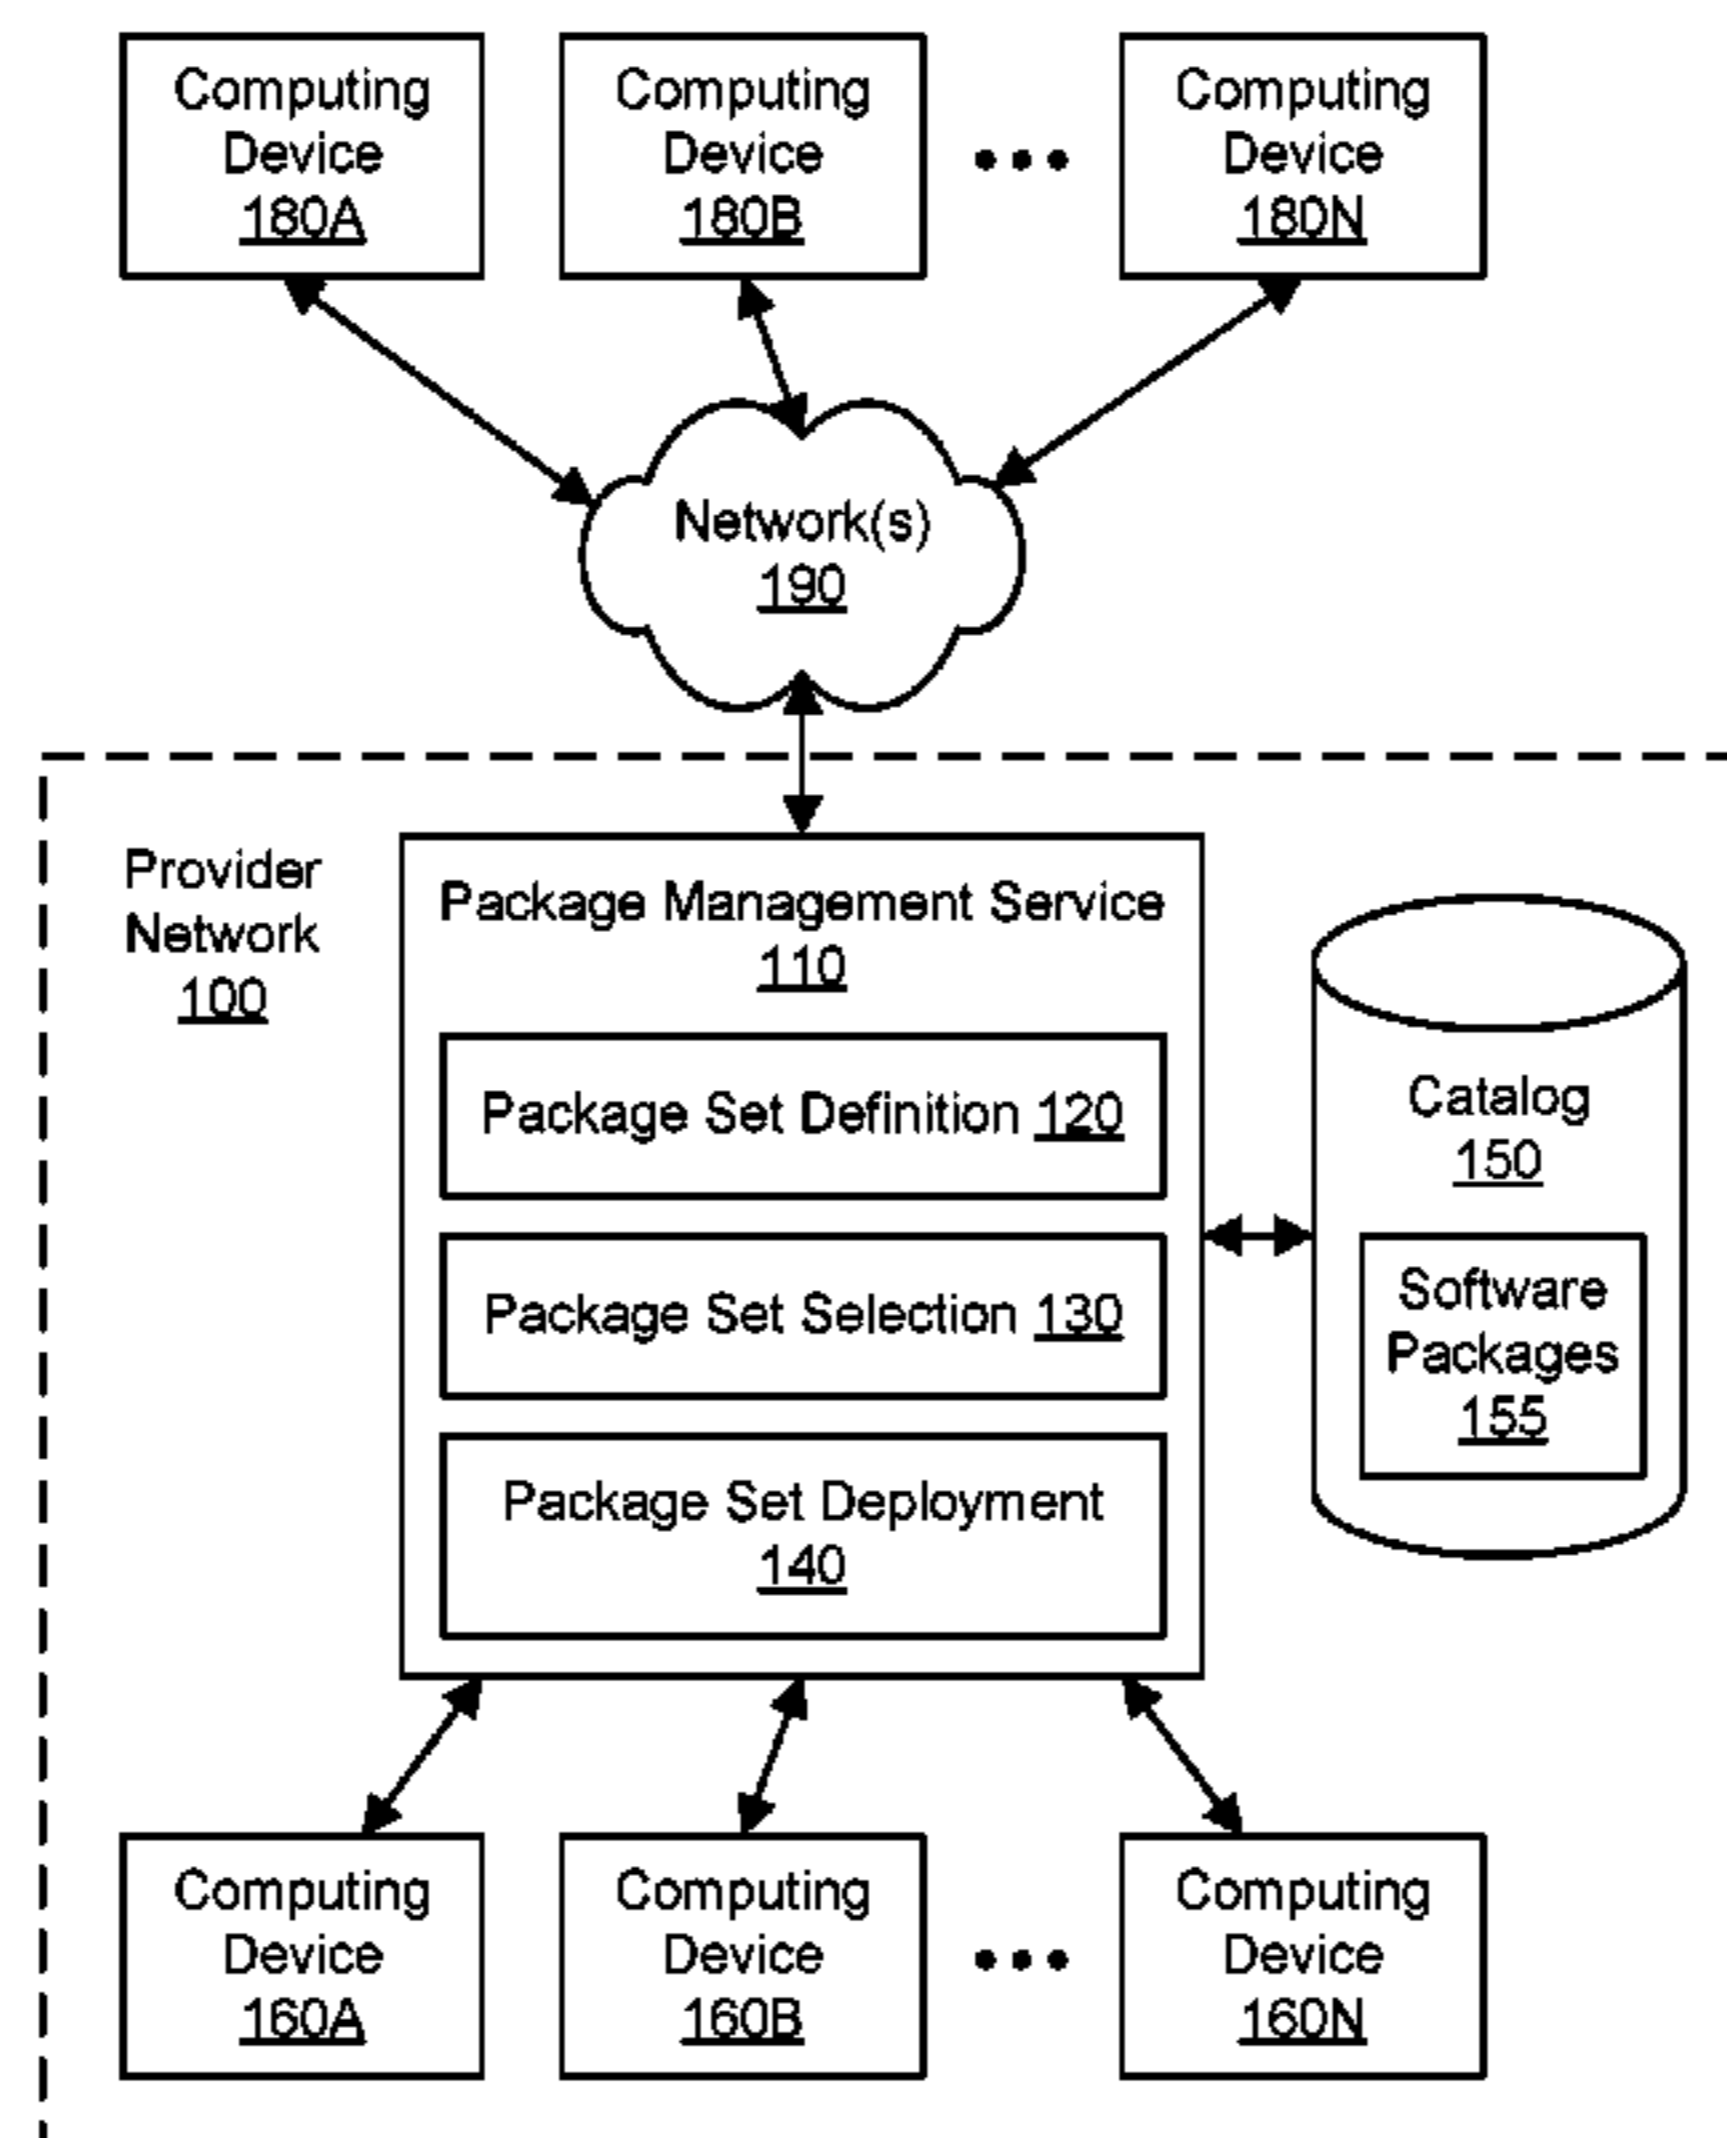 Computing
Device
180A
Computing
Device
180B
Computing
Device
180N
Network(s)
190
Provider
Network
100
Package Management Service
110
Package Set Definition 120
Package Set Selection 130
Package Set Deployment
140
Catalog
150
Software
Packages
155
Computing
Device
160A
Computing
Device
160B
Computing
Device
160N